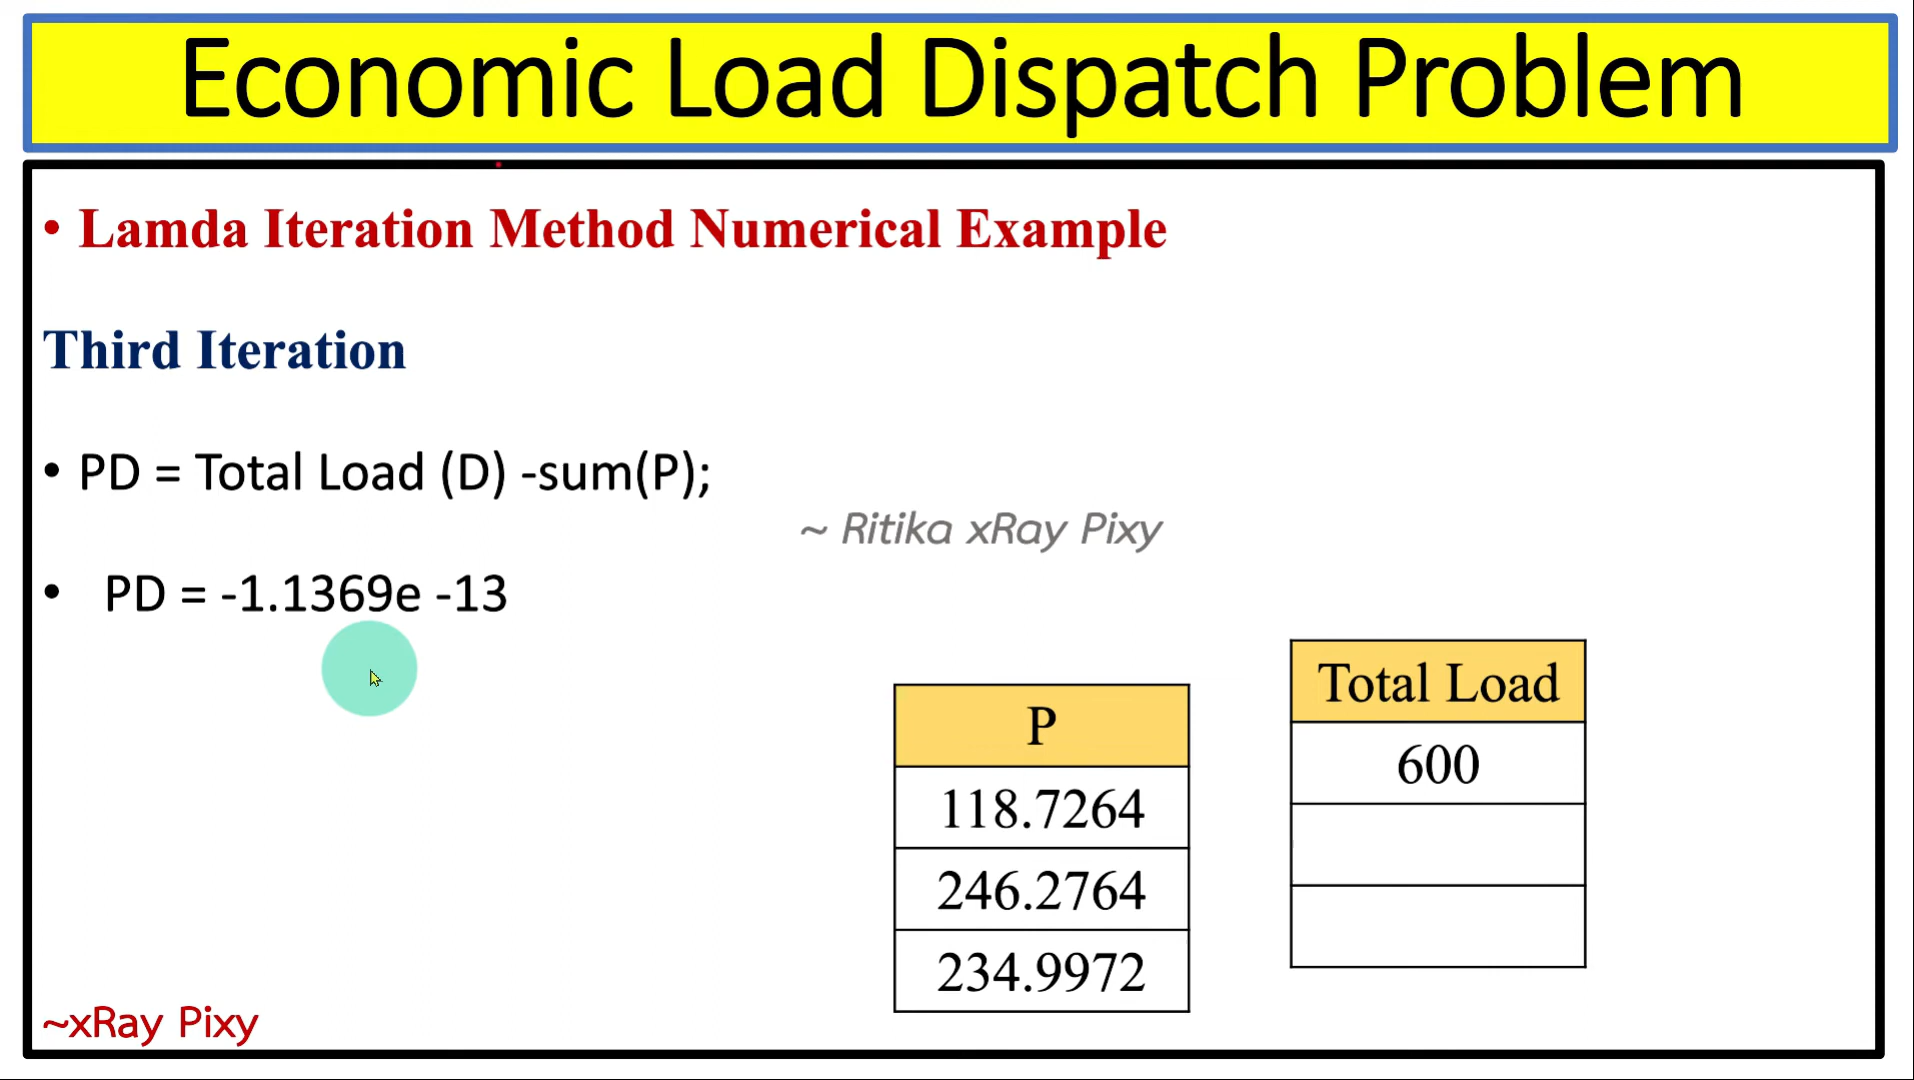 Economic Load Dispatch Problem
• Lamda Iteration Method Numerical Example
Third Iteration
• PD = Total Load (D) -sum(P);
~ Ritika xRay Pixy
• PD = -1.1369e -13
P
118.7264
246.2764
234.9972
Total Load
600
~xRay Pixy